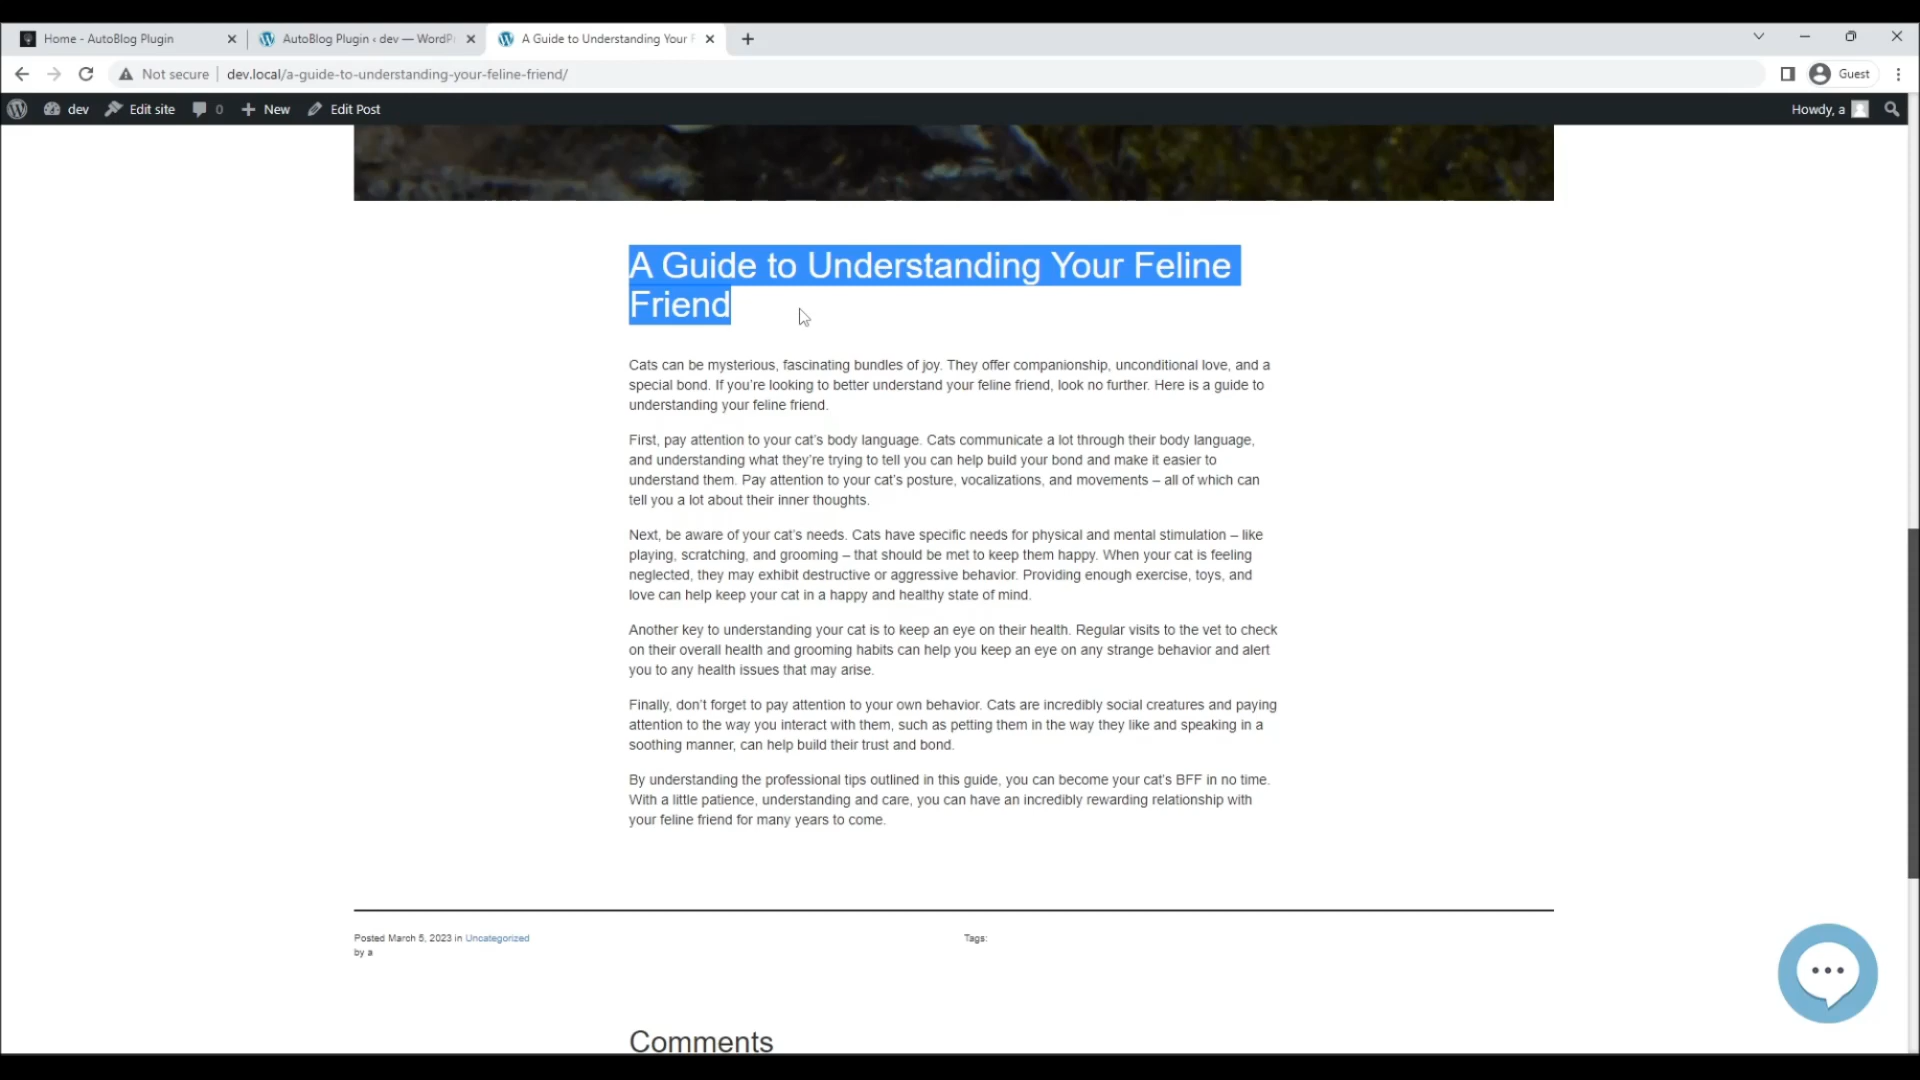 Home - AutoBlog Plugin
AutoBlog Plugin ‹ dev — WordPr
A Guide to Understanding Your F
Not secure
dev.local/a-guide-to-understanding-your-feline-friend/
Guest
dev
Edit site
0
New
Edit Post
Howdy, a
A Guide to Understanding Your Feline
Friend
Cats can be mysterious, fascinating bundles of joy. They offer companionship, unconditional love, and a
special bond. If you’re looking to better understand your feline friend, look no further. Here is a guide to
understanding your feline friend.
First, pay attention to your cat’s body language. Cats communicate a lot through their body language,
and understanding what they’re trying to tell you can help build your bond and make it easier to
understand them. Pay attention to your cat’s posture, vocalizations, and movements – all of which can
tell you a lot about their inner thoughts.
Next, be aware of your cat’s needs. Cats have specific needs for physical and mental stimulation – like
playing, scratching, and grooming – that should be met to keep them happy. When your cat is feeling
neglected, they may exhibit destructive or aggressive behavior. Providing enough exercise, toys, and
love can help keep your cat in a happy and healthy state of mind.
Another key to understanding your cat is to keep an eye on their health. Regular visits to the vet to check
on their overall health and grooming habits can help you keep an eye on any strange behavior and alert
you to any health issues that may arise.
Finally, don’t forget to pay attention to your own behavior. Cats are incredibly social creatures and paying
attention to the way you interact with them, such as petting them in the way they like and speaking in a
soothing manner, can help build their trust and bond.
By understanding the professional tips outlined in this guide, you can become your cat’s BFF in no time.
With a little patience, understanding and care, you can have an incredibly rewarding relationship with
your feline friend for many years to come.
Posted March 5, 2023 in Uncategorized
by a
Tags:
Comments